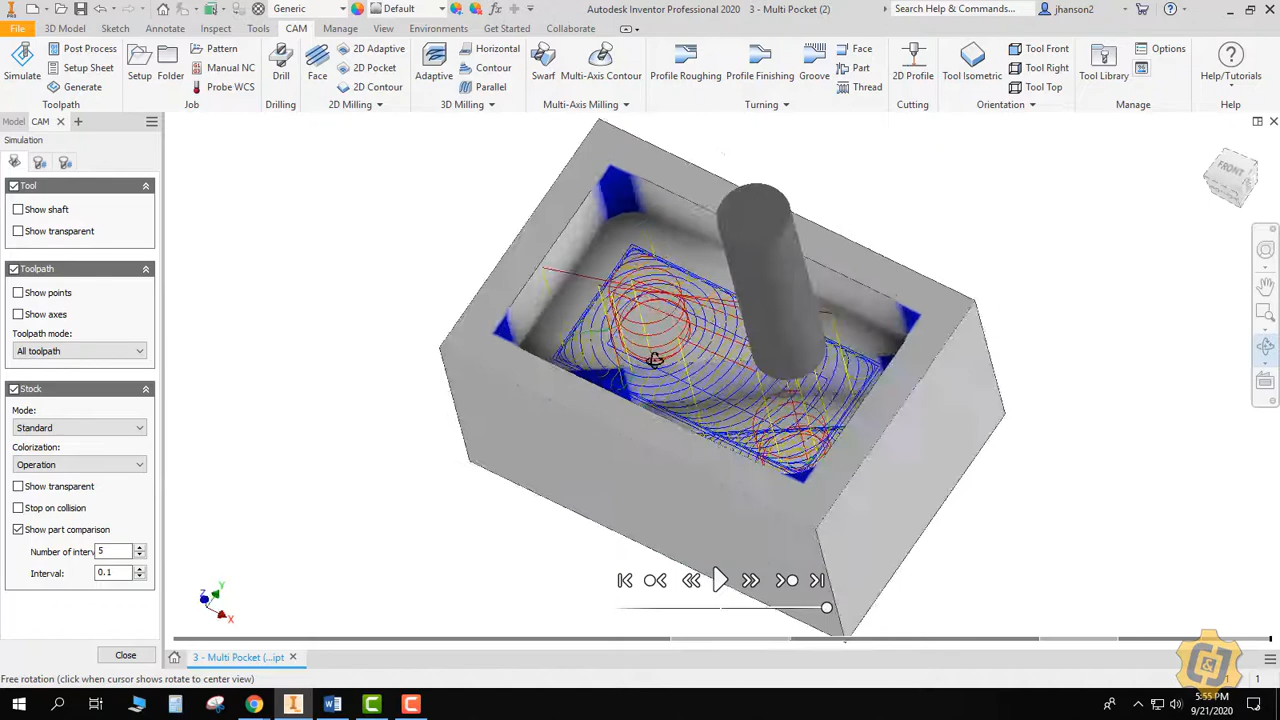 PRO
Generic
Default
Autodesk Inventor Professional 2020   3 - Multi Pocket (2)
Search Help & Commands...
jhanson2
File
3D Model
Sketch
Annotate
Inspect
Tools
CAM
Manage
View
Environments
Get Started
Collaborate
Simulate
Post Process
Setup Sheet
Generate
Toolpath
Setup
Folder
Pattern
Manual NC
Probe WCS
Job
Drill
Drilling
Face
2D Adaptive
2D Pocket
2D Contour
2D Milling
Adaptive
Horizontal
Contour
Parallel
3D Milling
Swarf
Multi-Axis Contour
Multi-Axis Milling
Profile Roughing
Profile Finishing
Groove
Face
Part
Thread
Turning
2D Profile
Cutting
Tool Isometric
Tool Front
Tool Right
Tool Top
Orientation
Tool Library
Options
Manage
Help/Tutorials
Help
Model
CAM
Simulation
Tool
Show shaft
Show transparent
Toolpath
Show points
Show axes
Toolpath mode:
All toolpath
Stock
Mode:
Standard
Colorization:
Operation
Show transparent
Stop on collision
Show part comparison
Number of interv
5
Interval:
0.1
Close
FRONT
Z
Y
X
3 - Multi Pocket (...ipt
Free rotation (click when cursor shows rotate to center view)
1
1
5:55 PM
9/21/2020